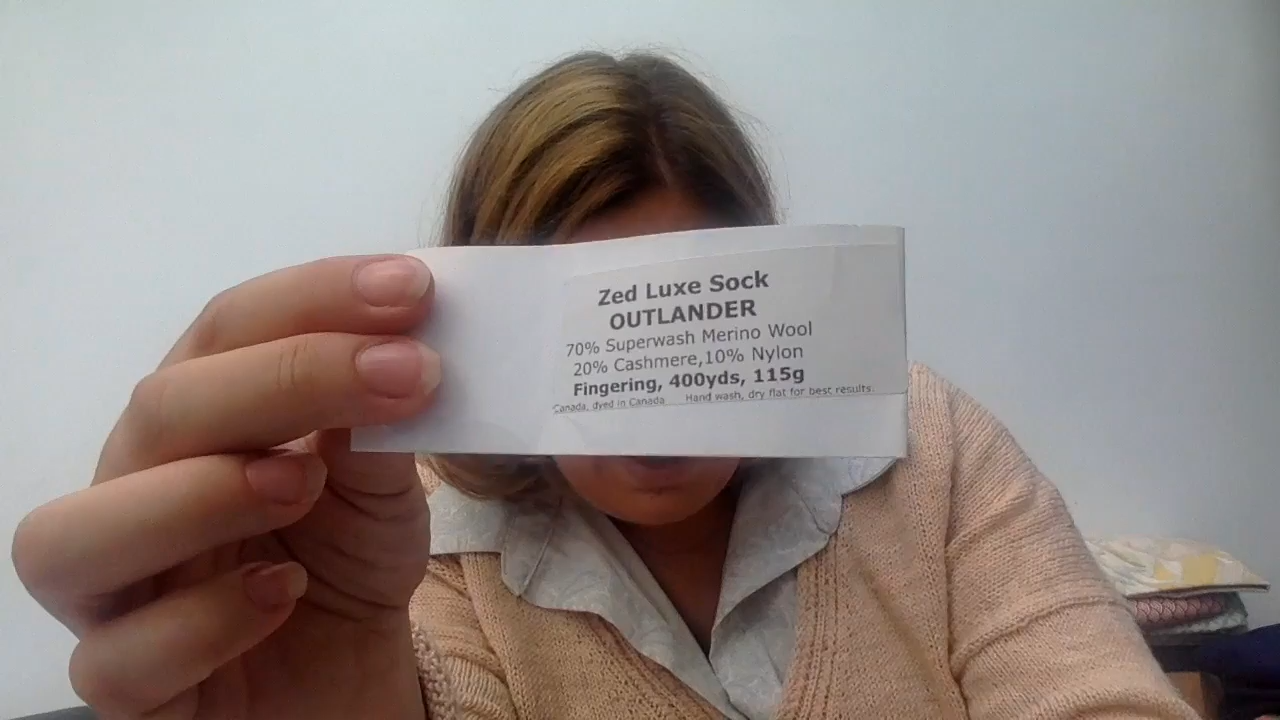 Zed Luxe Sock
OUTLANDER
70% Superwash Merino Wool
20% Cashmere,10% Nylon
Fingering, 400yds, 115g
Canada, dyed in Canada Hand wash, dry flat for best results.